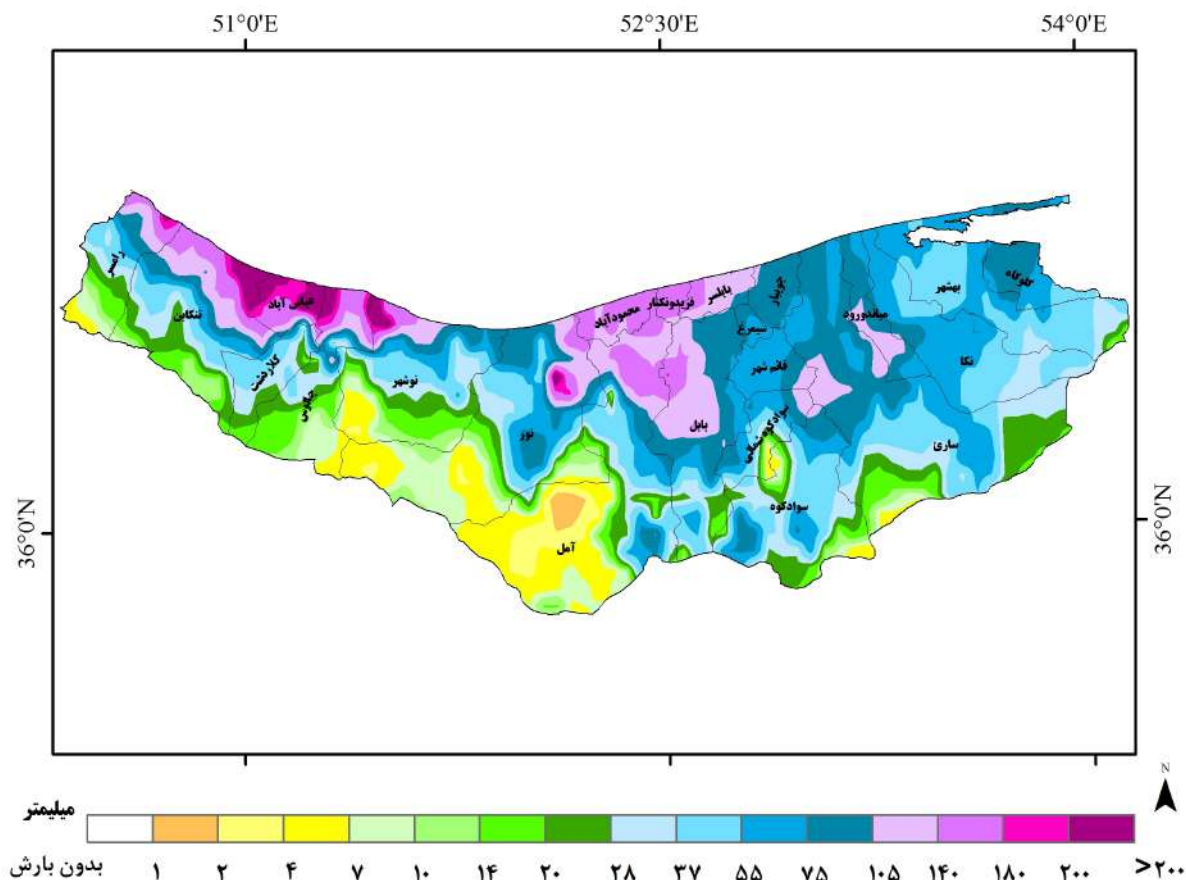 51°0'E 52°30'E 54°0'E
رامسر
تنکابن
عباس آباد
کلاردشت
چالوس
نوشهر
نور
محمودآباد
فریدونکنار
بابلسر
جویبار
سیمرغ
قائم شهر
میاندورود
بهشهر
گلوگاه
نکا
بابل
سوادکوه شمالی
ساری
سوادکوه
آمل
36°0'N 36°0'N
N
میلیمتر
بدون بارش ۱ ۲ ۴ ۷ ۱۰ ۱۴ ۲۰ ۲۸ ۳۷ ۵۵ ۷۵ ۱۰۵ ۱۴۰ ۱۸۰ ۲۰۰ >۲۰۰